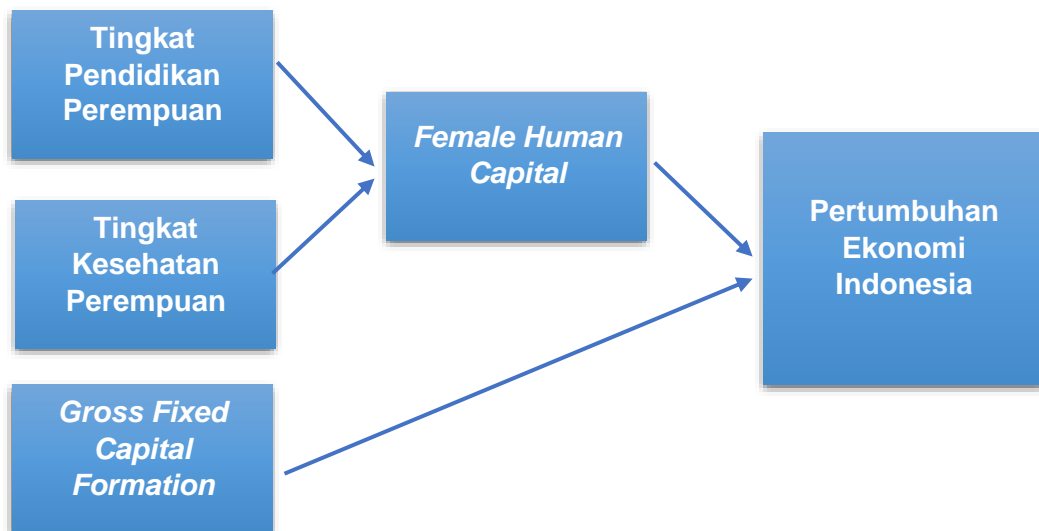 Tingkat
Pendidikan
Perempuan
Tingkat
Kesehatan
Perempuan
Gross Fixed
Capital
Formation
Female Human
Capital
Pertumbuhan
Ekonomi
Indonesia